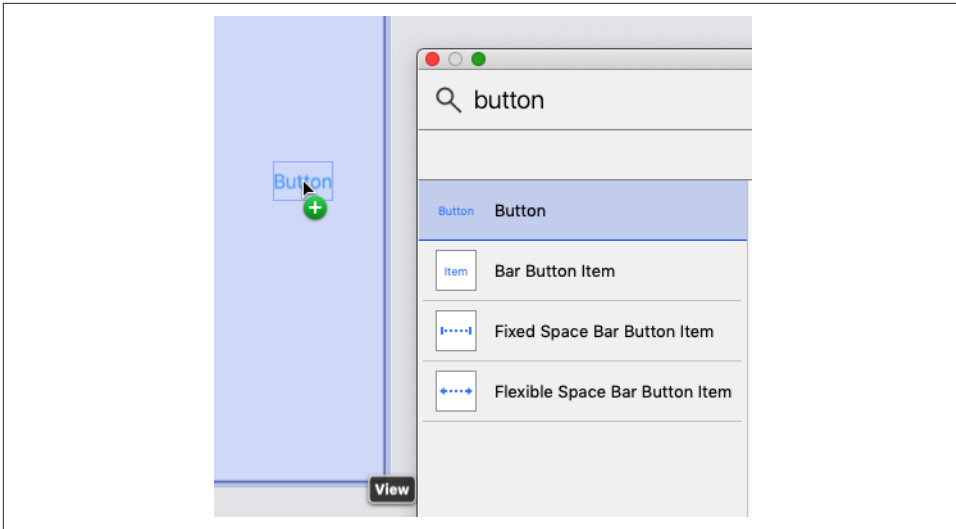 button
Button
Button Button
Item Bar Button Item
Fixed Space Bar Button Item
Flexible Space Bar Button Item
View